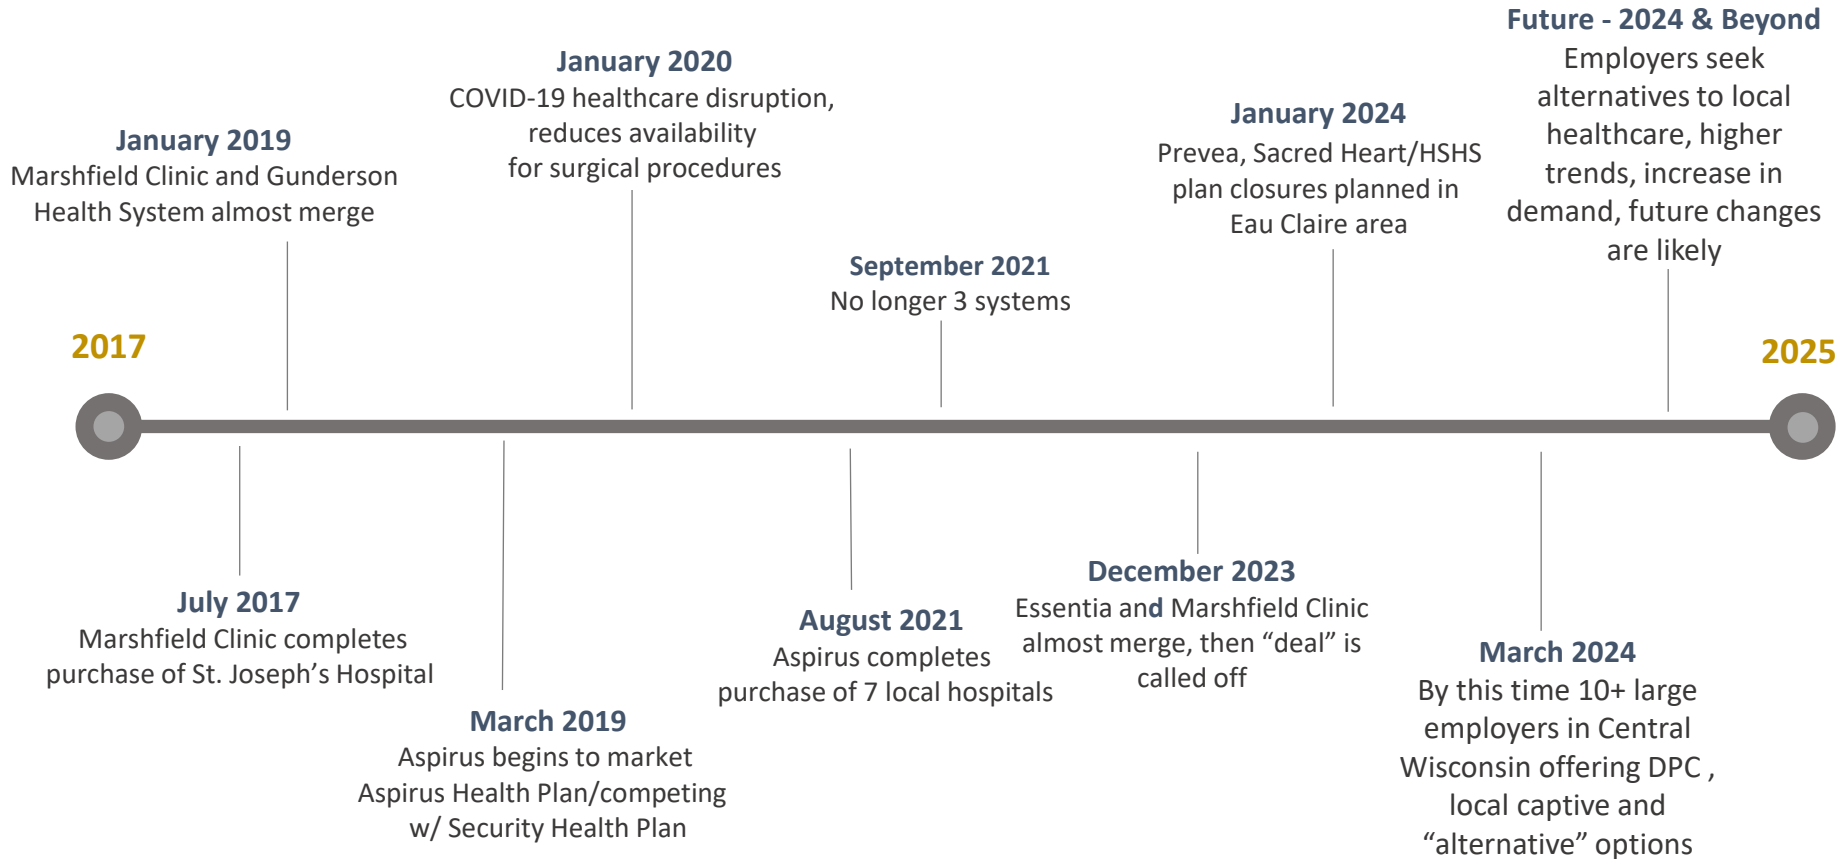 Future - 2024 & Beyond
Employers seek
alternatives to local
healthcare, higher
trends, increase in
demand, future changes
are likely
January 2020
COVID-19 healthcare disruption,
reduces availability
for surgical procedures
January 2024
Prevea, Sacred Heart/HSHS
plan closures planned in
Eau Claire area
January 2019
Marshfield Clinic and Gunderson
Health System almost merge
September 2021
No longer 3 systems
2017
2025
July 2017
Marshfield Clinic completes
purchase of St. Joseph’s Hospital
March 2019
Aspirus begins to market
Aspirus Health Plan/competing
w/ Security Health Plan
August 2021
Aspirus completes
purchase of 7 local hospitals
December 2023
Essentia and Marshfield Clinic
almost merge, then “deal” is
called off
March 2024
By this time 10+ large
employers in Central
Wisconsin offering DPC ,
local captive and
“alternative” options